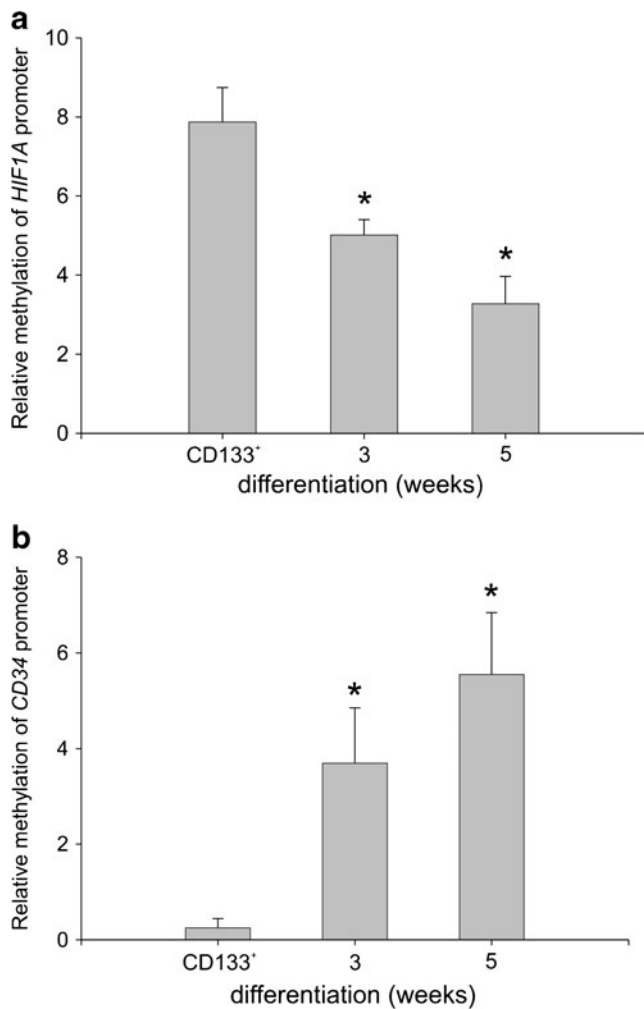 a
Relative methylation of HIF1A promoter
10
8
6
4
2
0
*
*
CD133⁺ 3 5
differentiation (weeks)
b
Relative methylation of CD34 promoter
8
6
4
2
0
*
*
CD133⁺ 3 5
differentiation (weeks)